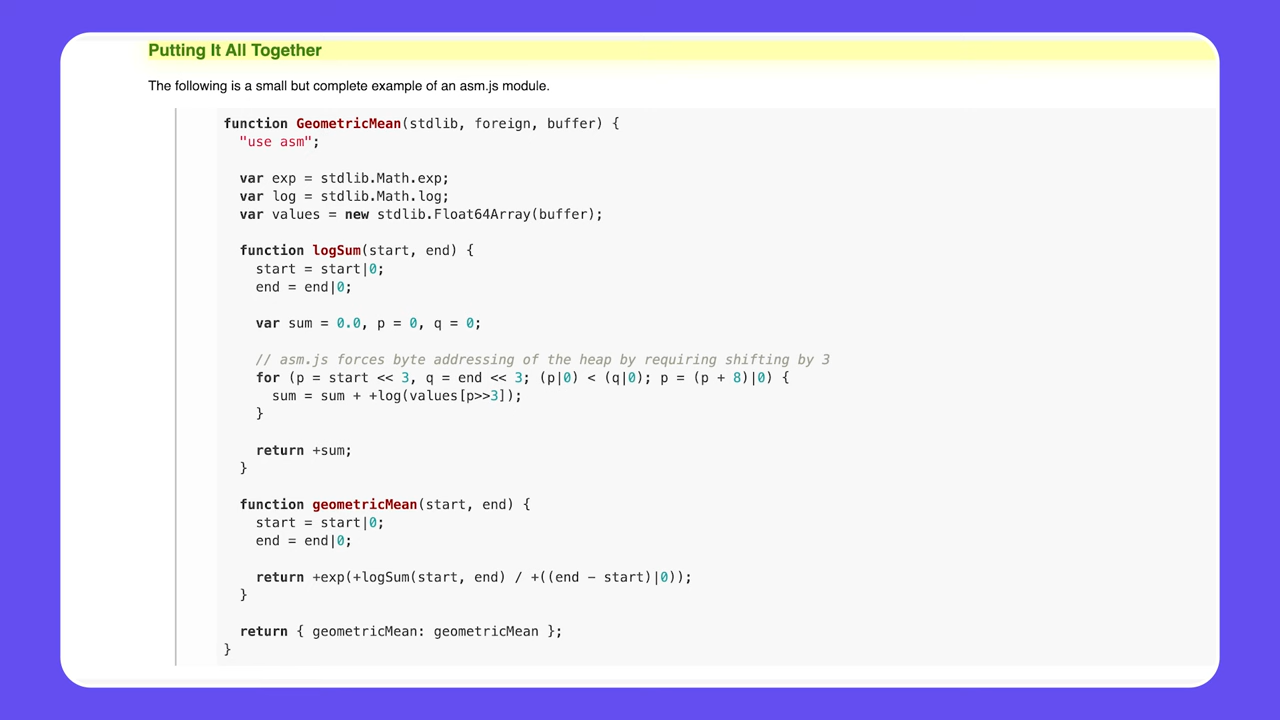 Putting It All Together
The following is a small but complete example of an asm.js module.
function GeometricMean(stdlib, foreign, buffer) {
  "use asm";

  var exp = stdlib.Math.exp;
  var log = stdlib.Math.log;
  var values = new stdlib.Float64Array(buffer);

  function logSum(start, end) {
    start = start|0;
    end = end|0;

    var sum = 0.0, p = 0, q = 0;

    // asm.js forces byte addressing of the heap by requiring shifting by 3
    for (p = start << 3, q = end << 3; (p|0) < (q|0); p = (p + 8)|0) {
      sum = sum + +log(values[p>>3]);
    }

    return +sum;
  }

  function geometricMean(start, end) {
    start = start|0;
    end = end|0;

    return +exp(+logSum(start, end) / +((end - start)|0));
  }

  return { geometricMean: geometricMean };
}